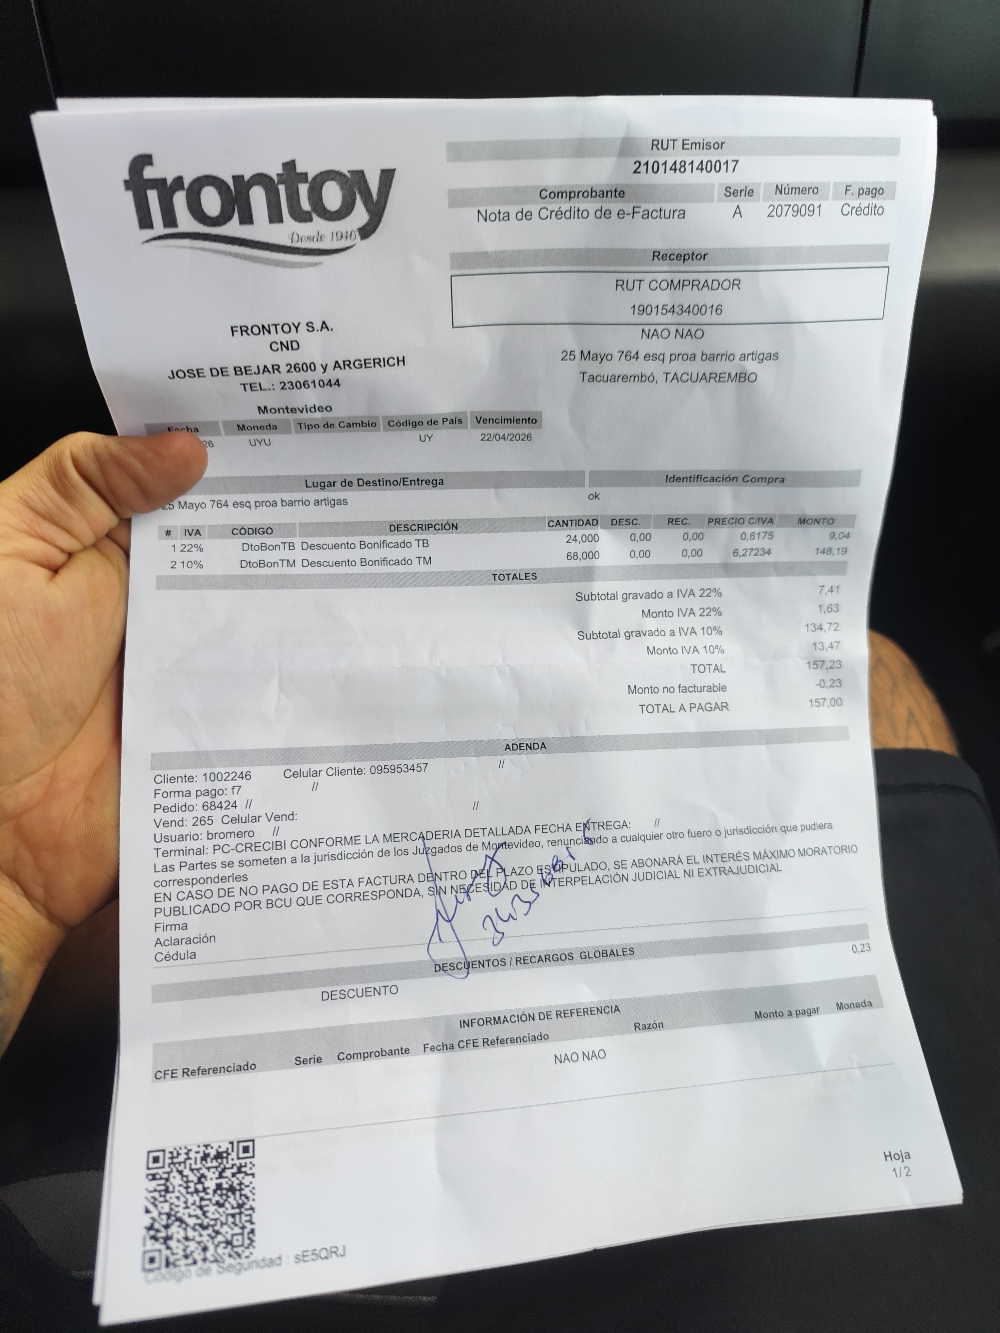 frontoy
Desde 1946
FRONTOY S.A.
CND
JOSE DE BEJAR 2600 y ARGERICH
TEL.: 23061044
Montevideo
RUT Emisor
210148140017
Comprobante Serie Número F. pago
Nota de Crédito de e-Factura A 2079091 Crédito
Receptor
RUT COMPRADOR
190154340016
NAO NAO
25 Mayo 764 esq proa barrio artigas
Tacuarembó, TACUAREMBO
Fecha Moneda Tipo de Cambio Código de País Vencimiento
26 UYU UY 22/04/2026
Lugar de Destino/Entrega Identificación Compra
25 Mayo 764 esq proa barrio artigas ok
# IVA CÓDIGO DESCRIPCIÓN CANTIDAD DESC. REC. PRECIO C/IVA MONTO
1 22% DtoBonTB Descuento Bonificado TB 24,000 0,00 0,00 0,6175 9,04
2 10% DtoBonTM Descuento Bonificado TM 68,000 0,00 0,00 6,27234 148,19
TOTALES
Subtotal gravado a IVA 22% 7,41
Monto IVA 22% 1,63
Subtotal gravado a IVA 10% 134,72
Monto IVA 10% 13,47
TOTAL 157,23
Monto no facturable -0,23
TOTAL A PAGAR 157,00
ADENDA
Cliente: 1002246 Celular Cliente: 095953457 //
Forma pago: f7 //
Pedido: 68424 //
Vend: 265 Celular Vend: //
Usuario: bromero //
Terminal: PC-CRECIBI CONFORME LA MERCADERIA DETALLADA FECHA ENTREGA: //
Las Partes se someten a la jurisdicción de los Juzgados de Montevideo, renunciando a cualquier otro fuero o jurisdicción que pudiera
corresponderles
EN CASO DE NO PAGO DE ESTA FACTURA DENTRO DEL PLAZO ESTIPULADO, SE ABONARÁ EL INTERÉS MÁXIMO MORATORIO
PUBLICADO POR BCU QUE CORRESPONDA, SIN NECESIDAD DE INTERPELACIÓN JUDICIAL NI EXTRAJUDICIAL
Firma
Aclaración
Cédula
DESCUENTOS / RECARGOS GLOBALES
DESCUENTO 0,23
INFORMACIÓN DE REFERENCIA
CFE Referenciado Serie Comprobante Fecha CFE Referenciado Razón Monto a pagar Moneda
NAO NAO
Código de Seguridad : sE5QRJ
Hoja
1/2